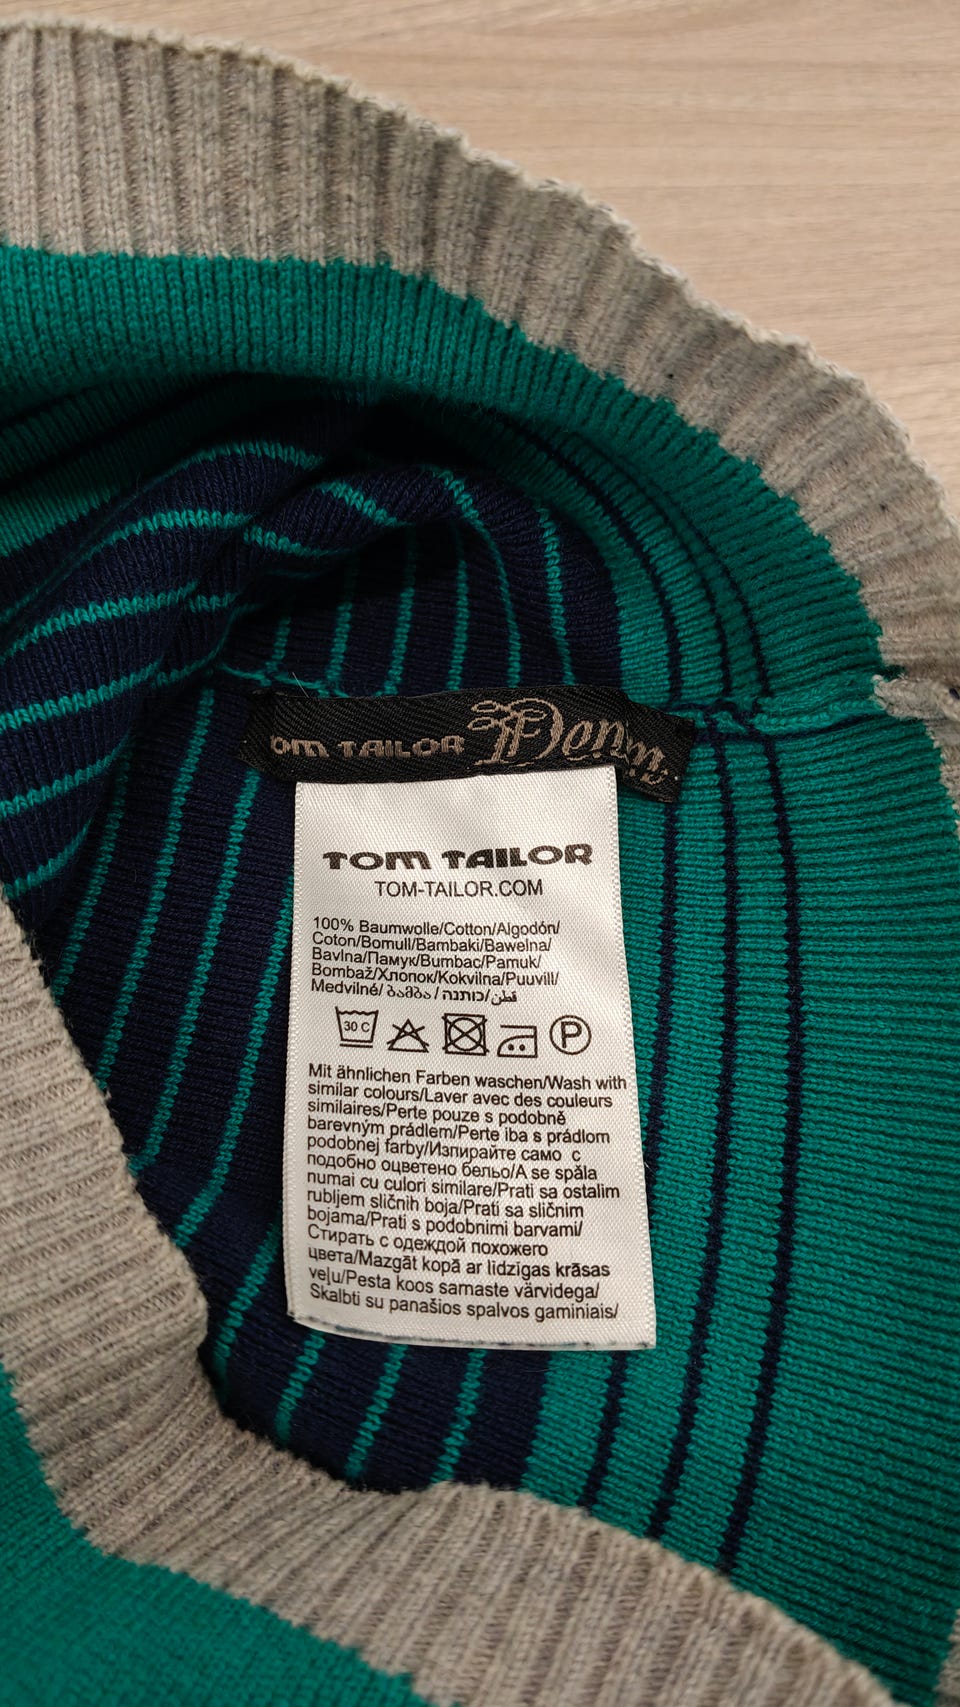 OM TAILOR Denim
TOM TAILOR
TOM-TAILOR.COM
100% Baumwolle/Cotton/Algodón/
Coton/Bomull/Bambaki/Bawelna/
Bavlna/Памук/Bumbac/Pamuk/
Bombaž/Хлопок/Kokvilna/Puuvill/
Medvilné/ბამბა/כותנה/قطن
30 C
P
Mit ähnlichen Farben waschen/Wash with
similar colours/Laver avec des couleurs
similaires/Perte pouze s podobně
barevným prádlem/Perte iba s prádlom
podobnej farby/Изпирайте само с
подобно оцветено бельо/A se spăla
numai cu culori similare/Prati sa ostalim
rubljem sličnih boja/Prati sa sličnim
bojama/Prati s podobnimi barvami/
Стирать с одеждой похожего
цвета/Mazgāt kopā ar līdzīgas krāsas
veļu/Pesta koos samaste värvidega/
Skalbti su panašios spalvos gaminiais/